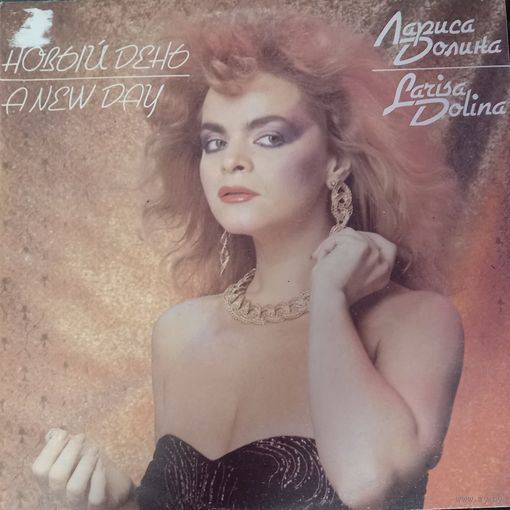 НОВЫЙ ДЕНЬ
A NEW DAY
Лариса
Долина
Larisa
Dolina